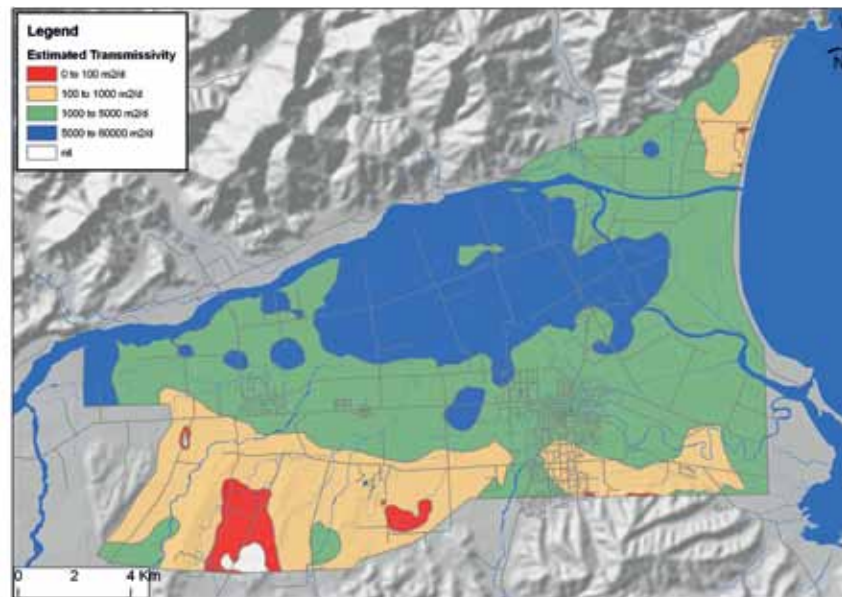 Legend
Estimated Transmissivity
0 to 100 m2/d
100 to 1000 m2/d
1000 to 5000 m2/d
5000 to 60000 m2/d
nil
N
0 2 4 Km